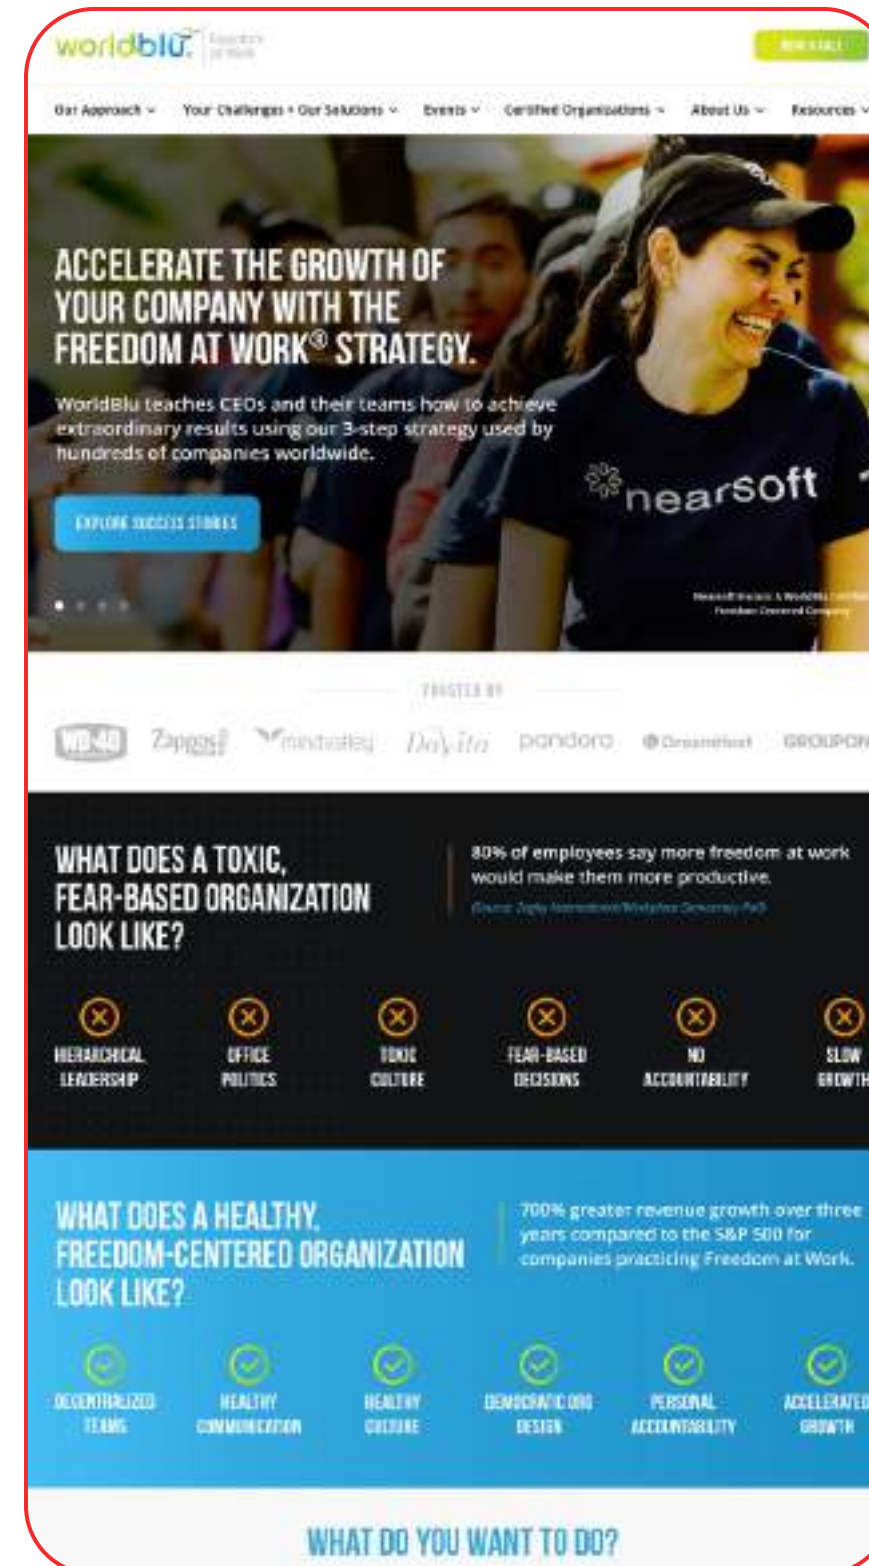 worldblu
Freedom
at Work
Our Approach Your Challenges + Our Solutions Events Certified Organizations About Us Resources
ACCELERATE THE GROWTH OF
YOUR COMPANY WITH THE
FREEDOM AT WORK® STRATEGY.
WorldBlu teaches CEOs and their teams how to achieve
extraordinary results using our 3-step strategy used by
hundreds of companies worldwide.
nearsoft
EXPLORE SUCCESS STORIES
Freedom-Centered Company
TRUSTED BY
WD-40 Zappos mindvalley DaVita pandora DreamHost GROUPON
WHAT DOES A TOXIC,
FEAR-BASED ORGANIZATION
LOOK LIKE?
80% of employees say more freedom at work
would make them more productive.
HIERARCHICAL
LEADERSHIP
OFFICE
POLITICS
TOXIC
CULTURE
FEAR-BASED
DECISIONS
NO
ACCOUNTABILITY
SLOW
GROWTH
WHAT DOES A HEALTHY,
FREEDOM-CENTERED ORGANIZATION
LOOK LIKE?
700% greater revenue growth over three
years compared to the S&P 500 for
companies practicing Freedom at Work.
DECENTRALIZED
TEAMS
HEALTHY
COMMUNICATION
HEALTHY
CULTURE
DEMOCRATIC ORG
DESIGN
PERSONAL
ACCOUNTABILITY
ACCELERATED
GROWTH
WHAT DO YOU WANT TO DO?